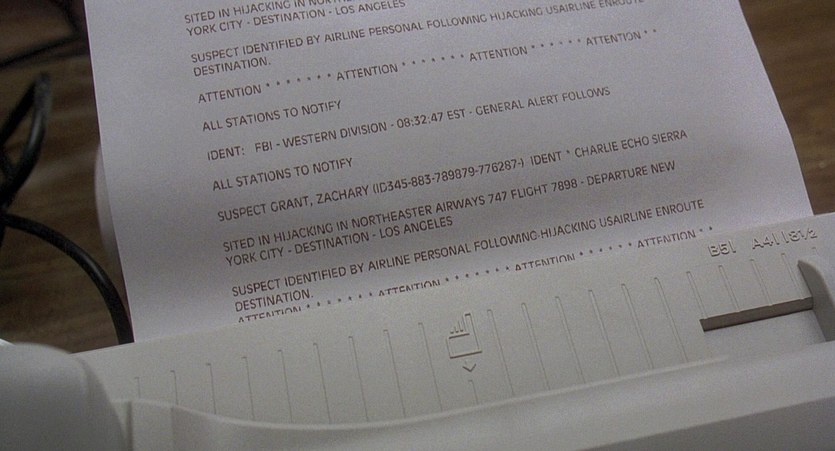 SITED IN HIJACKING IN
YORK CITY - DESTINATION - LOS ANGELES
SUSPECT IDENTIFIED BY AIRLINE PERSONAL FOLLOWING HIJACKING USAIRLINE ENROUTE
DESTINATION.
ATTENTION * * * * * * * ATTENTION * * * * * * * ATTENTION * * * * * * ATTENTION * *
ALL STATIONS TO NOTIFY
IDENT: FBI - WESTERN DIVISION - 08:32:47 EST - GENERAL ALERT FOLLOWS
ALL STATIONS TO NOTIFY
SUSPECT GRANT, ZACHARY (ID345-883-789879-776287-) IDENT * CHARLIE ECHO SIERRA
SITED IN HIJACKING IN NORTHEASTER AIRWAYS 747 FLIGHT 7898 - DEPARTURE NEW
YORK CITY - DESTINATION - LOS ANGELES
SUSPECT IDENTIFIED BY AIRLINE PERSONAL FOLLOWING HIJACKING USAIRLINE ENROUTE
DESTINATION.
ATTENTION * * * * * * * ATTENTION * * * * * * * ATTENTION * * * * * * ATTENTION * *
B5 A4 8½